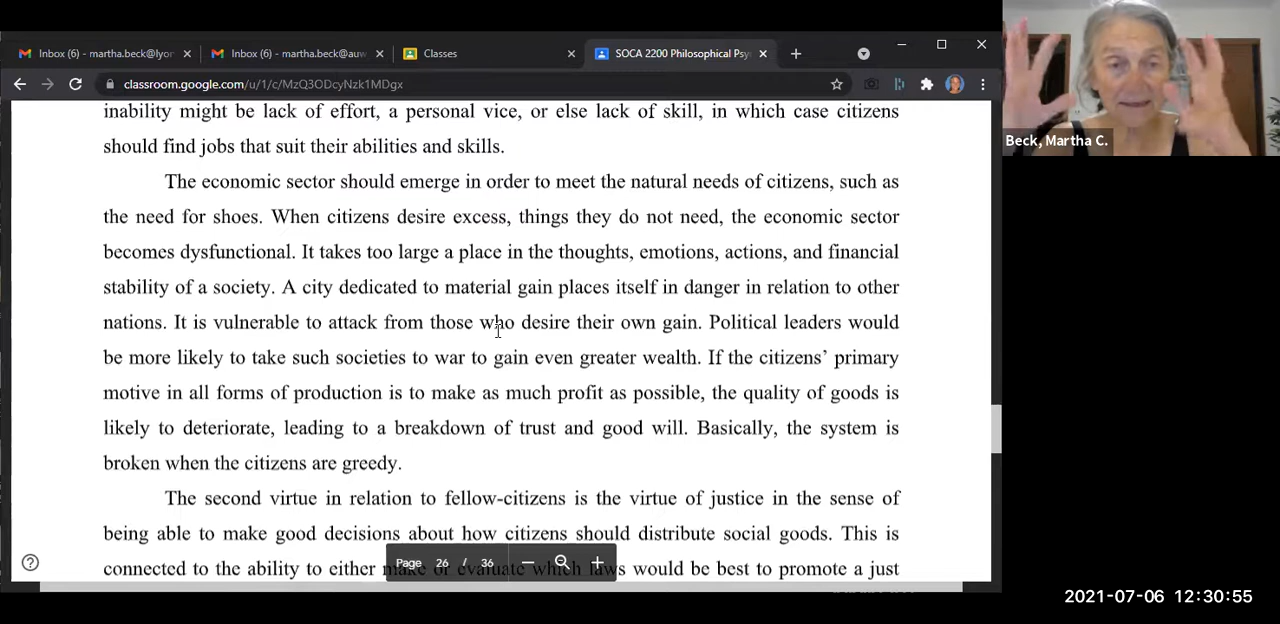 Inbox (6) - martha.beck@lyor
Inbox (6) - martha.beck@auw
Classes
SOCA 2200 Philosophical Psy
classroom.google.com/u/1/c/MzQ3ODcyNzk1MDgx
Beck, Martha C.
inability might be lack of effort, a personal vice, or else lack of skill, in which case citizens
should find jobs that suit their abilities and skills.
The economic sector should emerge in order to meet the natural needs of citizens, such as
the need for shoes. When citizens desire excess, things they do not need, the economic sector
becomes dysfunctional. It takes too large a place in the thoughts, emotions, actions, and financial
stability of a society. A city dedicated to material gain places itself in danger in relation to other
nations. It is vulnerable to attack from those who desire their own gain. Political leaders would
be more likely to take such societies to war to gain even greater wealth. If the citizens’ primary
motive in all forms of production is to make as much profit as possible, the quality of goods is
likely to deteriorate, leading to a breakdown of trust and good will. Basically, the system is
broken when the citizens are greedy.
The second virtue in relation to fellow-citizens is the virtue of justice in the sense of
being able to make good decisions about how citizens should distribute social goods. This is
connected to the ability to either make or evaluate which laws would be best to promote a just
Page 26 / 36
2021-07-06 12:30:55